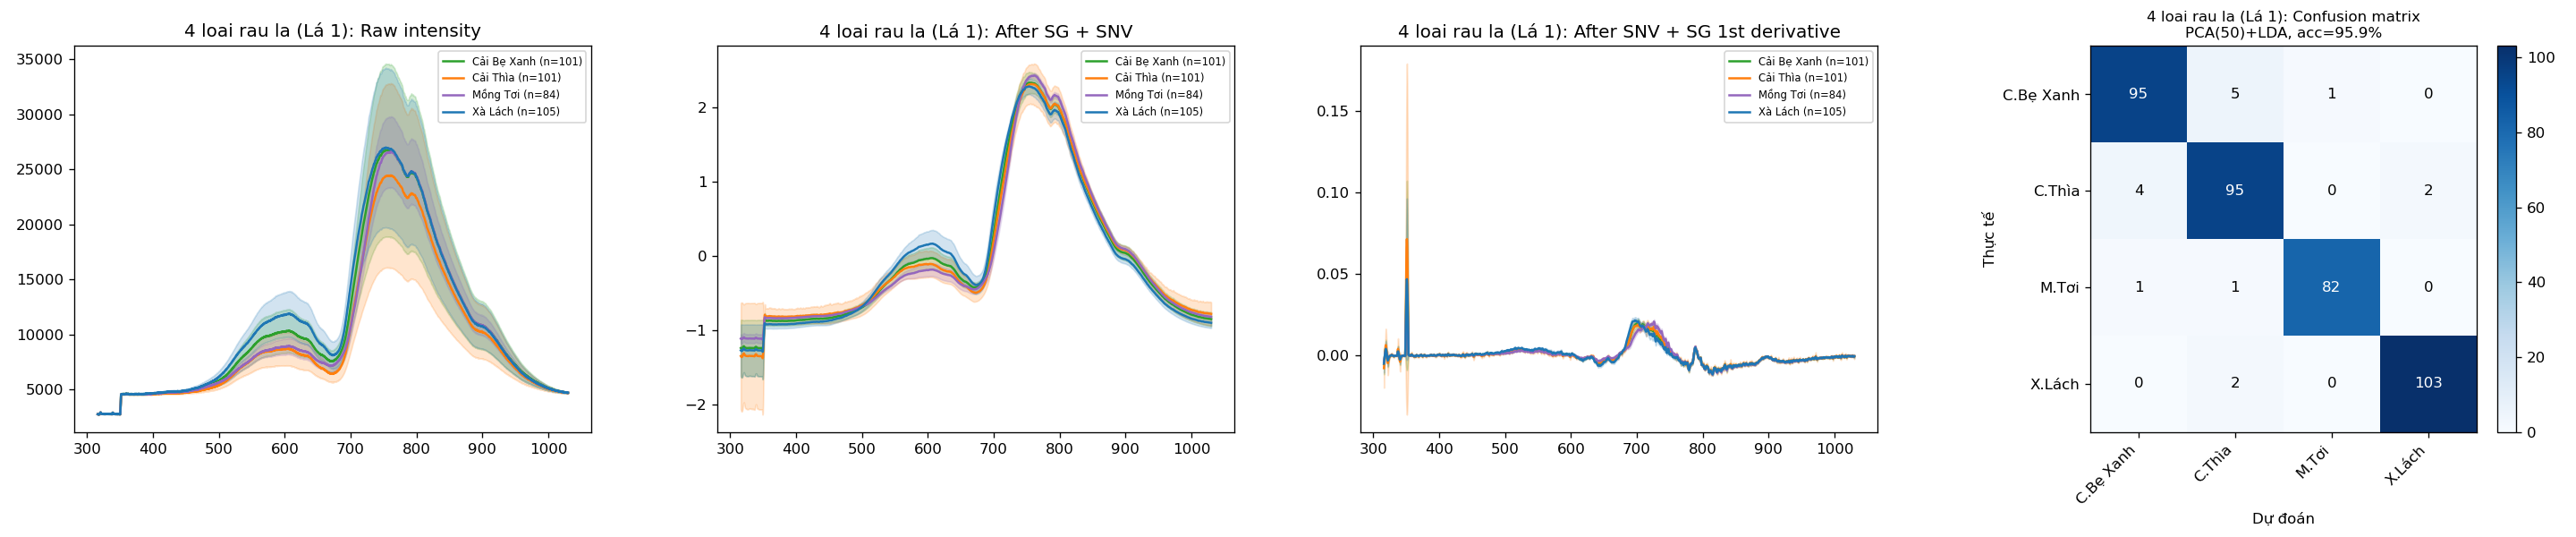 4 loai rau la (Lá 1): Raw intensity
35000
30000
25000
20000
15000
10000
5000
300 400 500 600 700 800 900 1000
Cải Bẹ Xanh (n=101)
Cải Thìa (n=101)
Mồng Tơi (n=84)
Xà Lách (n=105)
4 loai rau la (Lá 1): After SG + SNV
2
1
0
−1
−2
300 400 500 600 700 800 900 1000
Cải Bẹ Xanh (n=101)
Cải Thìa (n=101)
Mồng Tơi (n=84)
Xà Lách (n=105)
4 loai rau la (Lá 1): After SNV + SG 1st derivative
0.15
0.10
0.05
0.00
300 400 500 600 700 800 900 1000
Cải Bẹ Xanh (n=101)
Cải Thìa (n=101)
Mồng Tơi (n=84)
Xà Lách (n=105)
4 loai rau la (Lá 1): Confusion matrix
PCA(50)+LDA, acc=95.9%
Thực tế
C.Bẹ Xanh 95 5 1 0
C.Thìa 4 95 0 2
M.Tơi 1 1 82 0
X.Lách 0 2 0 103
C.Bẹ Xanh C.Thìa M.Tơi X.Lách
Dự đoán
100
80
60
40
20
0